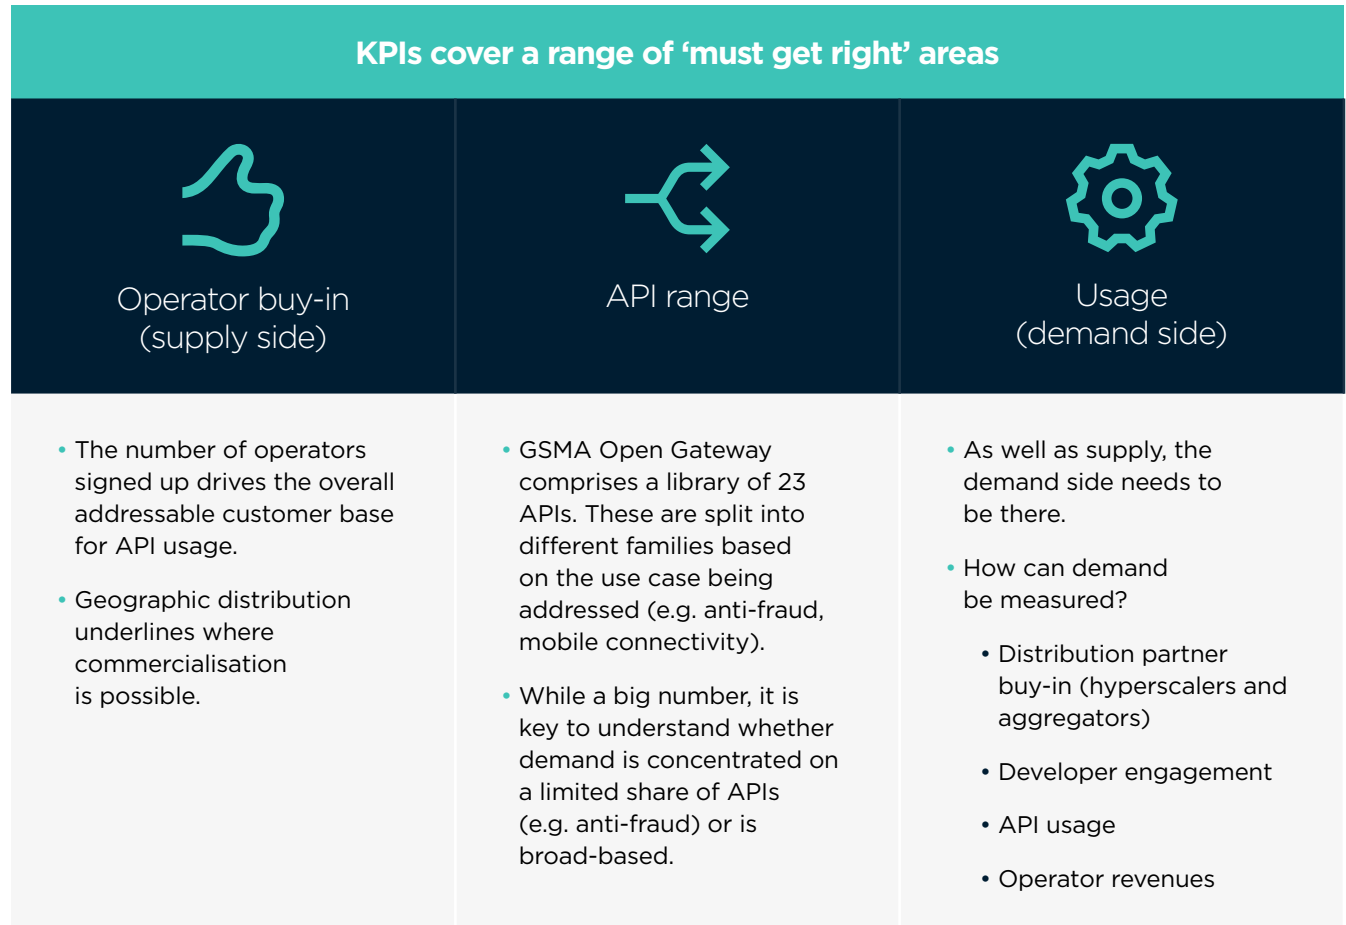 KPIs cover a range of ‘must get right’ areas
Operator buy-in
(supply side)
• The number of operators
signed up drives the overall
addressable customer base
for API usage.
• Geographic distribution
underlines where
commercialisation
is possible.
API range
• GSMA Open Gateway
comprises a library of 23
APIs. These are split into
different families based
on the use case being
addressed (e.g. anti-fraud,
mobile connectivity).
• While a big number, it is
key to understand whether
demand is concentrated on
a limited share of APIs
(e.g. anti-fraud) or is
broad-based.
Usage
(demand side)
• As well as supply, the
demand side needs to
be there.
• How can demand
be measured?
• Distribution partner
buy-in (hyperscalers and
aggregators)
• Developer engagement
• API usage
• Operator revenues